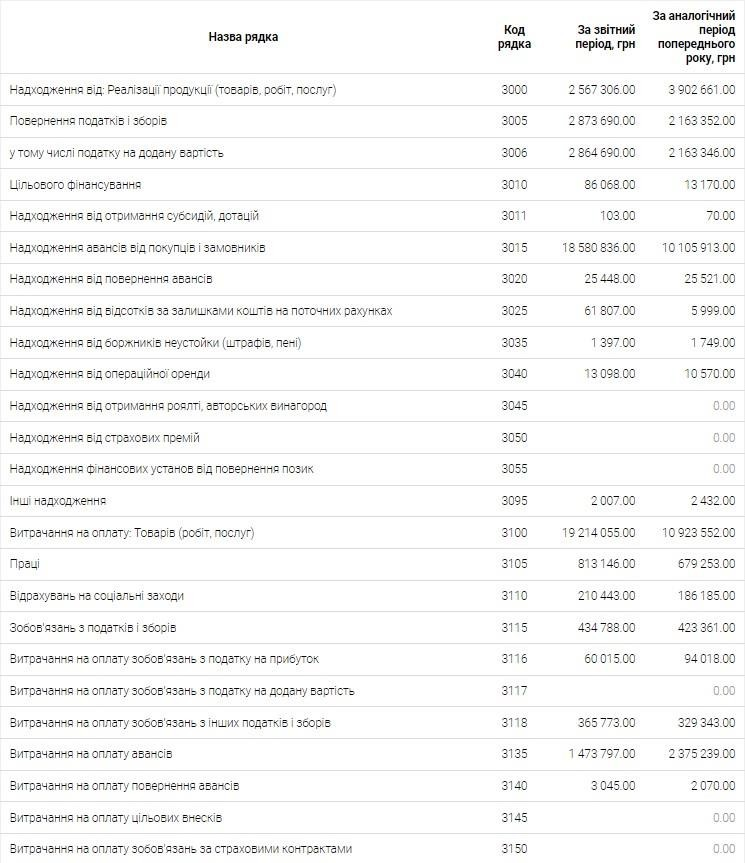 Назва рядка Код рядка За звітний період, грн За аналогічний період попереднього року, грн
Надходження від: Реалізації продукції (товарів, робіт, послуг) 3000 2 567 306.00 3 902 661.00
Повернення податків і зборів 3005 2 873 690.00 2 163 352.00
у тому числі податку на додану вартість 3006 2 864 690.00 2 163 346.00
Цільового фінансування 3010 86 068.00 13 170.00
Надходження від отримання субсидій, дотацій 3011 103.00 70.00
Надходження авансів від покупців і замовників 3015 18 580 836.00 10 105 913.00
Надходження від повернення авансів 3020 25 448.00 25 521.00
Надходження від відсотків за залишками коштів на поточних рахунках 3025 61 807.00 5 999.00
Надходження від боржників неустойки (штрафів, пені) 3035 1 397.00 1 749.00
Надходження від операційної оренди 3040 13 098.00 10 570.00
Надходження від отримання роялті, авторських винагород 3045 0.00
Надходження від страхових премій 3050 0.00
Надходження фінансових установ від повернення позик 3055 0.00
Інші надходження 3095 2 007.00 2 432.00
Витрачання на оплату: Товарів (робіт, послуг) 3100 19 214 055.00 10 923 552.00
Праці 3105 813 146.00 679 253.00
Відрахувань на соціальні заходи 3110 210 443.00 186 185.00
Зобов'язань з податків і зборів 3115 434 788.00 423 361.00
Витрачання на оплату зобов'язань з податку на прибуток 3116 60 015.00 94 018.00
Витрачання на оплату зобов'язань з податку на додану вартість 3117 0.00
Витрачання на оплату зобов'язань з інших податків і зборів 3118 365 773.00 329 343.00
Витрачання на оплату авансів 3135 1 473 797.00 2 375 239.00
Витрачання на оплату повернення авансів 3140 3 045.00 2 070.00
Витрачання на оплату цільових внесків 3145 0.00
Витрачання на оплату зобов'язань за страховими контрактами 3150 0.00